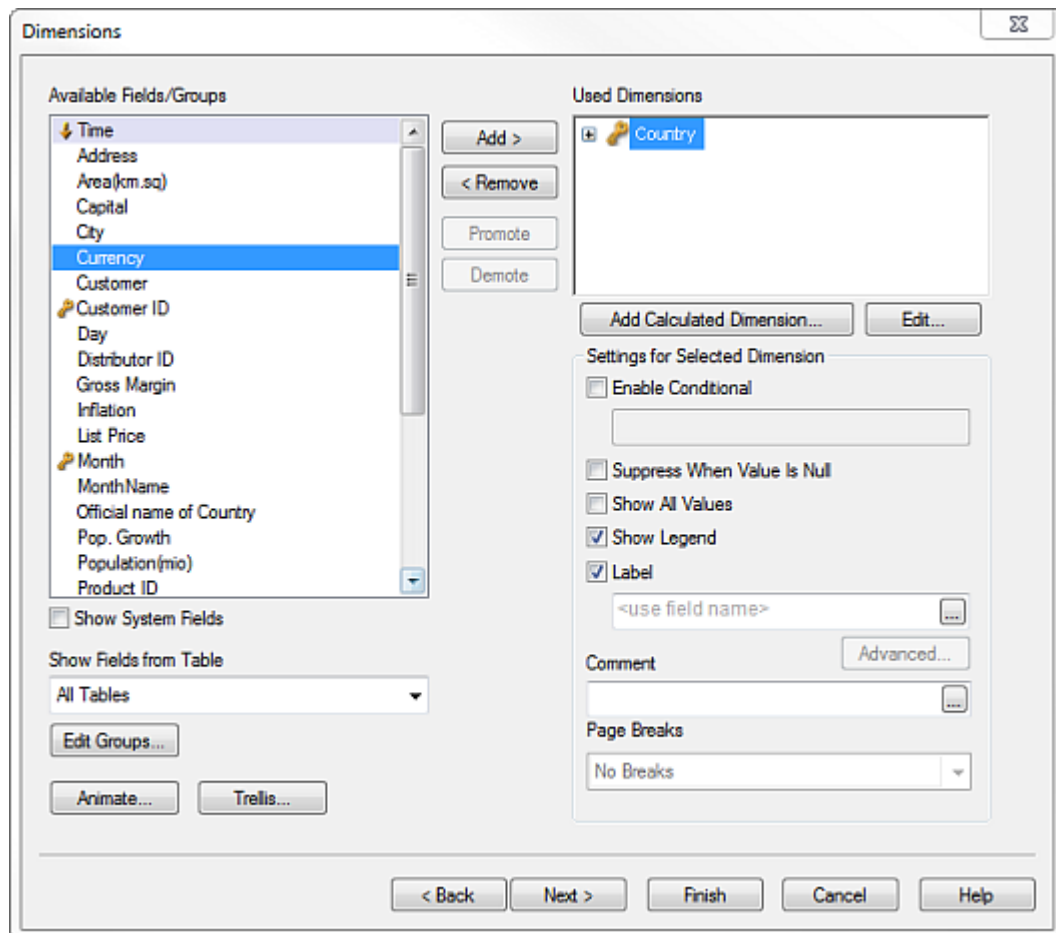 Dimensions
Available Fields/Groups
Time
Address
Area(km.sq)
Capital
City
Currency
Customer
Customer ID
Day
Distributor ID
Gross Margin
Inflation
List Price
Month
MonthName
Official name of Country
Pop. Growth
Population(mio)
Product ID
Show System Fields
Show Fields from Table
All Tables
Edit Groups...
Animate...
Trellis...
Add >
< Remove
Promote
Demote
Used Dimensions
Country
Add Calculated Dimension...
Edit...
Settings for Selected Dimension
Enable Conditional
Suppress When Value Is Null
Show All Values
Show Legend
Label
<use field name>
...
Advanced...
Comment
...
Page Breaks
No Breaks
< Back
Next >
Finish
Cancel
Help